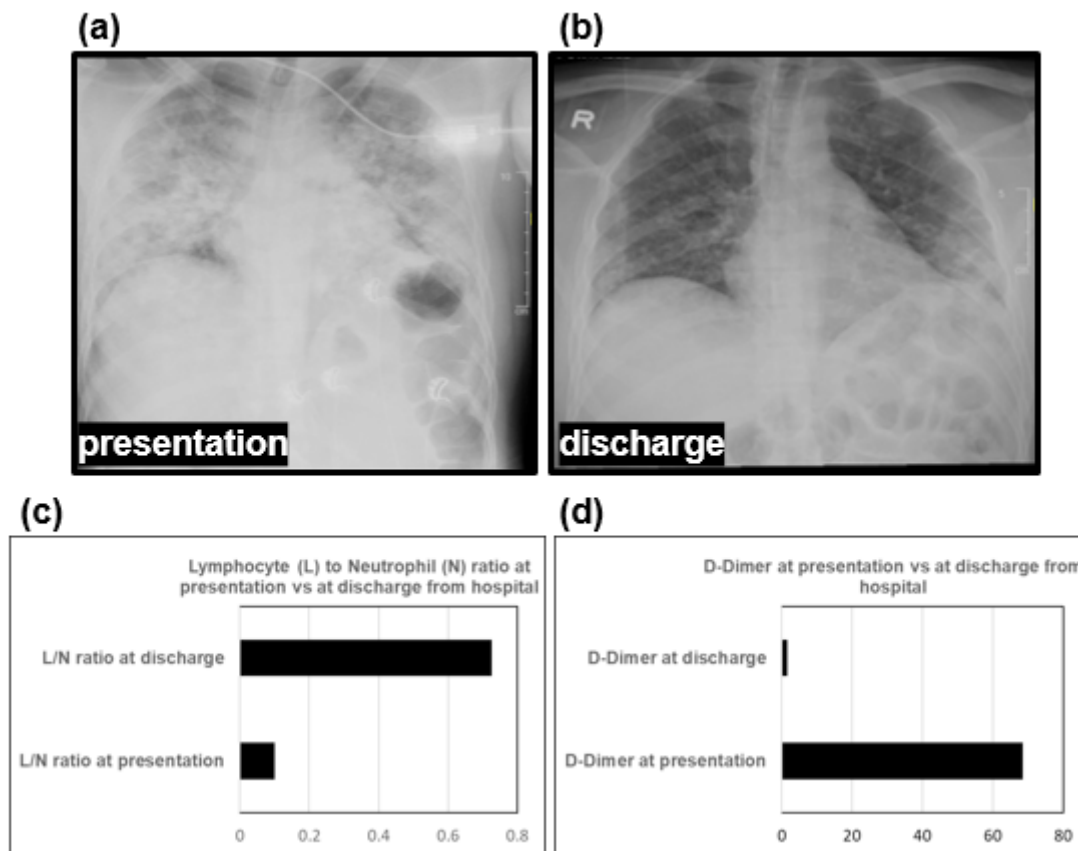 (a)
(b)
R
10
5
presentation
discharge
(c)
(d)
Lymphocyte (L) to Neutrophil (N) ratio at
presentation vs at discharge from hospital
L/N ratio at discharge
L/N ratio at presentation
0 0.2 0.4 0.6 0.8
D-Dimer at presentation vs at discharge from
hospital
D-Dimer at discharge
D-Dimer at presentation
0 20 40 60 80